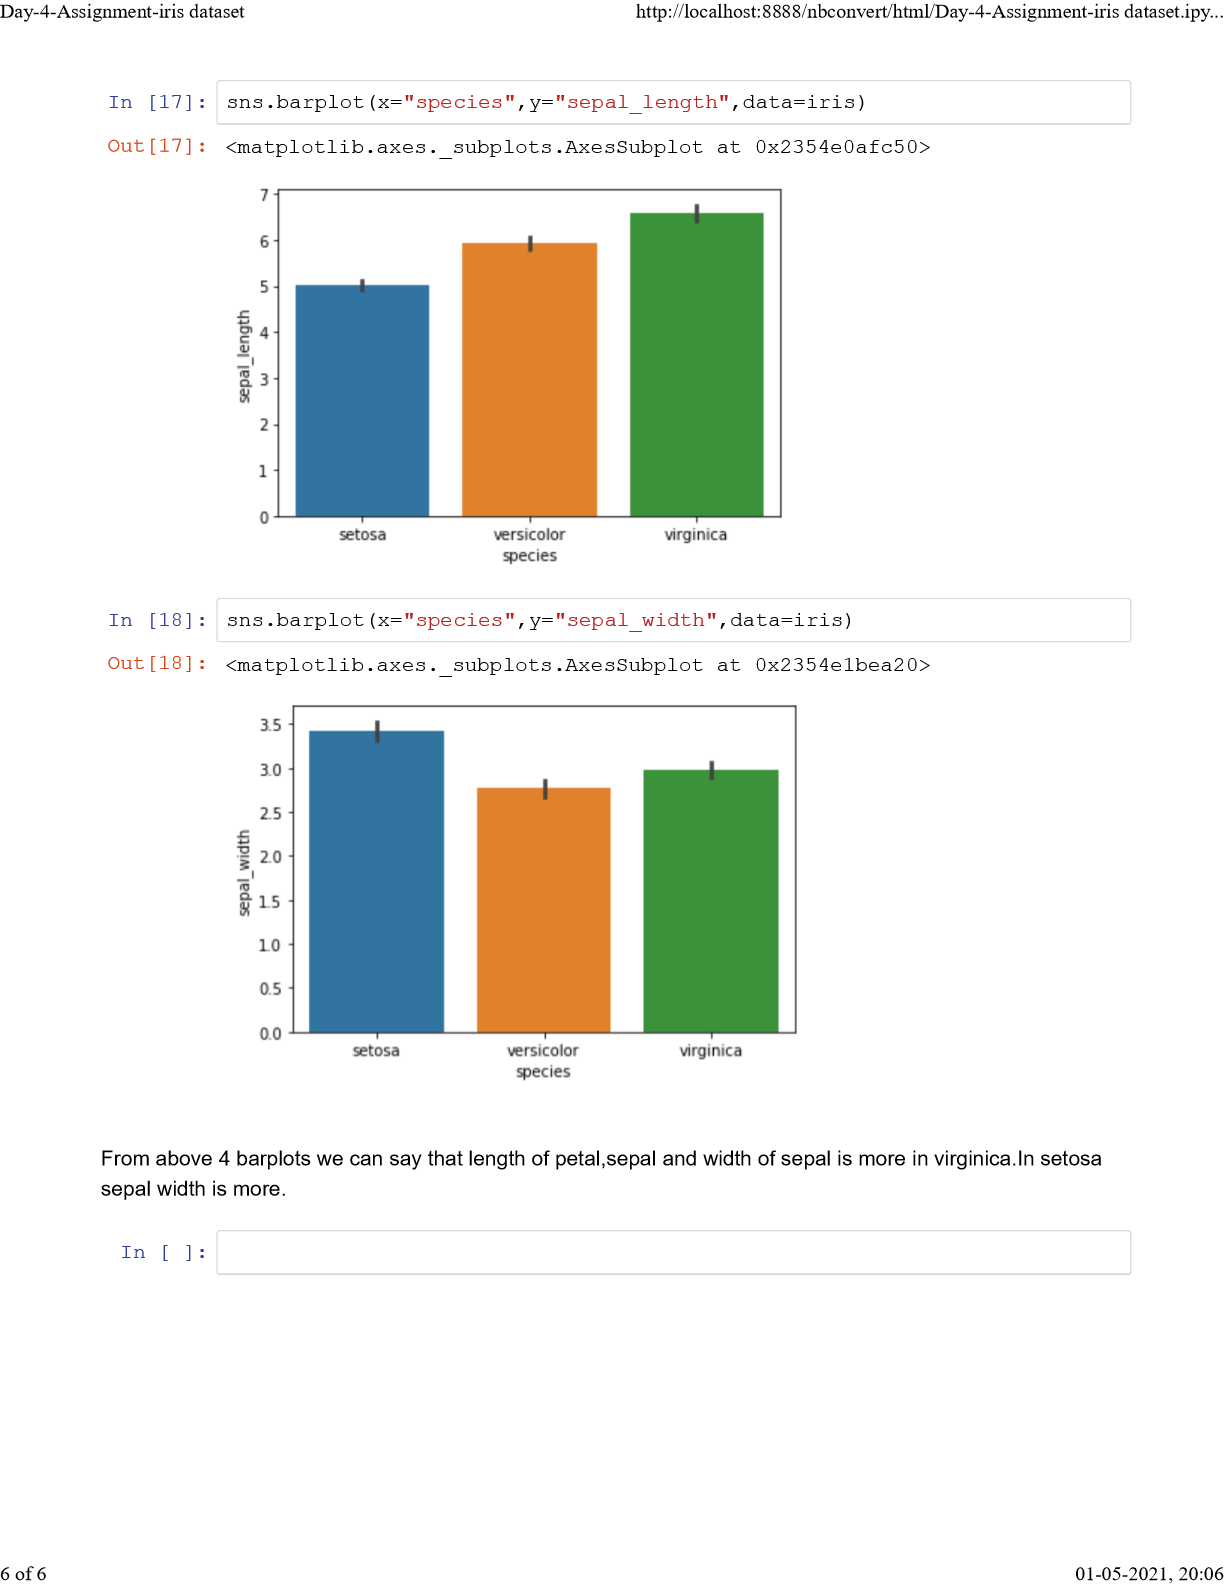 Day-4-Assignment-iris dataset
http://localhost:8888/nbconvert/html/Day-4-Assignment-iris dataset.ipy...
In [17]: sns.barplot(x="species",y="sepal_length",data=iris)
Out[17]: <matplotlib.axes._subplots.AxesSubplot at 0x2354e0afc50>
7
6
5
4
3
2
1
0
sepal_length
setosa versicolor virginica
species
In [18]: sns.barplot(x="species",y="sepal_width",data=iris)
Out[18]: <matplotlib.axes._subplots.AxesSubplot at 0x2354e1bea20>
3.5
3.0
2.5
2.0
1.5
1.0
0.5
0.0
sepal_width
setosa versicolor virginica
species
From above 4 barplots we can say that length of petal,sepal and width of sepal is more in virginica.In setosa
sepal width is more.
In [ ]:
6 of 6
01-05-2021, 20:06